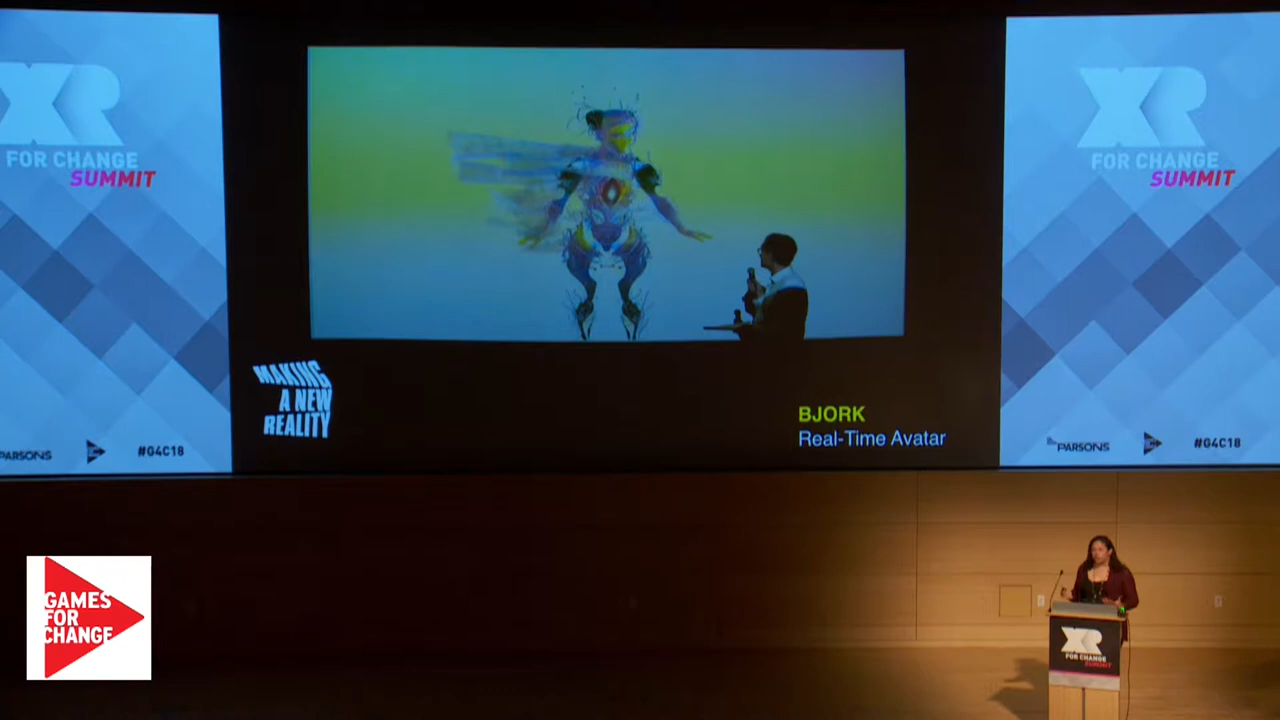 XR
FOR CHANGE
SUMMIT
PARSONS
#G4C18
MAKING
A NEW
REALITY
BJORK
Real-Time Avatar
XR
FOR CHANGE
SUMMIT
PARSONS
#G4C18
GAMES
FOR
CHANGE
XR
FOR CHANGE
SUMMIT